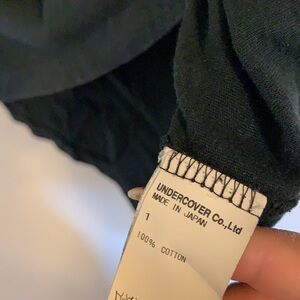 UNDERCOVER Co.,Ltd
MADE IN JAPAN
1
100% COTTON